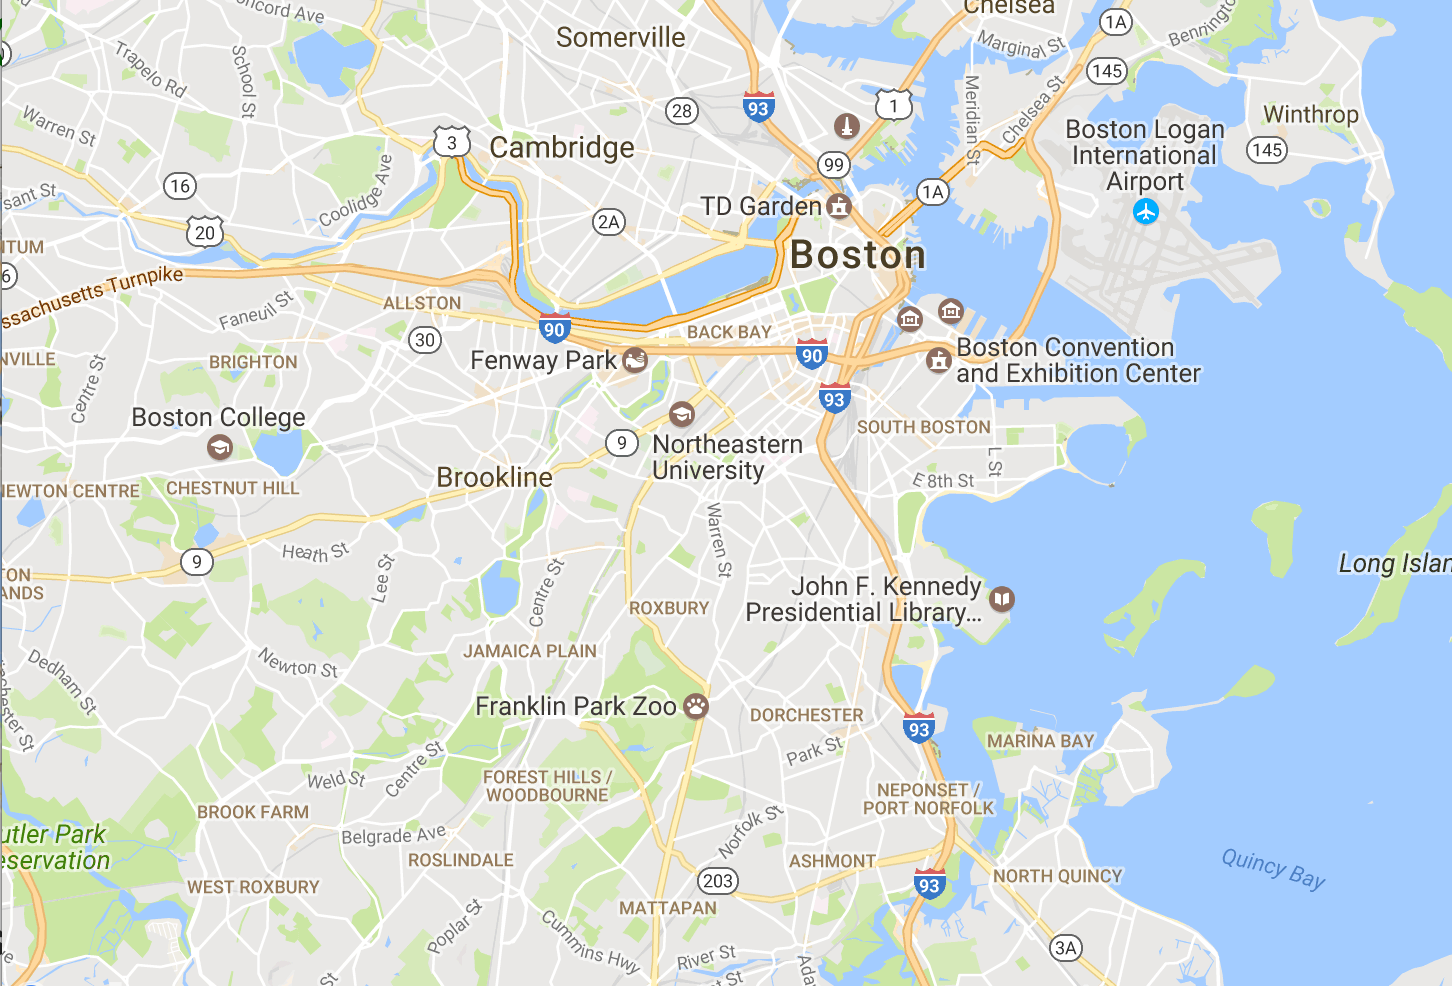 Chelsea
oncord Ave
1A
Somerville
Marginal St
Bennington
Trapelo Rd
School St
145
93
1
28
Meridian St
Chelsea St
Winthrop
Warren St
3
Cambridge
Boston Logan
International
Airport
145
99
16
Coolidge Ave
sant St
1A
TD Garden
20
2A
NTUM
Boston
6
ssachusetts Turnpike
ALLSTON
Faneuil St
90
BACK BAY
30
NVILLE
BRIGHTON
Fenway Park
90
Boston Convention
and Exhibition Center
Centre St
93
Boston College
SOUTH BOSTON
9
Northeastern
University
L St
Brookline
E 8th St
NEWTON CENTRE
CHESTNUT HILL
Warren St
Heath St
9
Long Islan
Lee St
Centre St
TON
ANDS
John F. Kennedy
Presidential Library...
ROXBURY
JAMAICA PLAIN
Newton St
Dedham St
nchester St
Franklin Park Zoo
DORCHESTER
93
MARINA BAY
Park St
Centre St
Weld St
FOREST HILLS /
WOODBOURNE
NEPONSET /
PORT NORFOLK
BROOK FARM
Norfolk St
utler Park
eservation
Belgrade Ave
ROSLINDALE
ASHMONT
Quincy Bay
NORTH QUINCY
WEST ROXBURY
203
93
MATTAPAN
Poplar St
Cummins Hwy
River St
3A
Ada
St
St